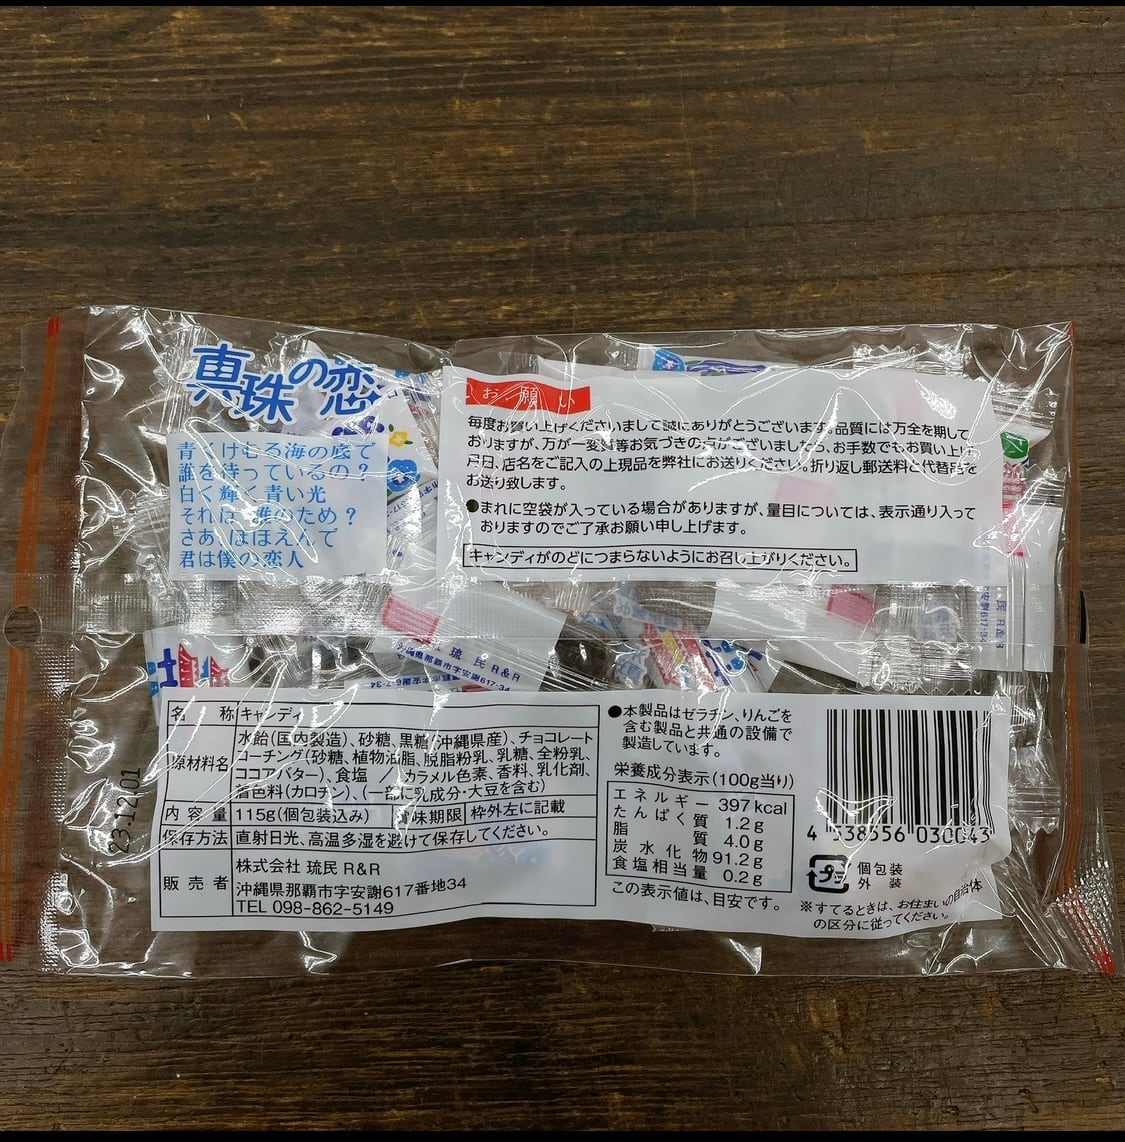 真珠の恋
青くけむる海の底で
誰を待っているの？
白く輝く青い光
それは 誰のため？
さあ ほほえんで
君は僕の恋人
お願い
毎度お買い上げくださいまして誠にありがとうございます。品質には万全を期して
おりますが、万が一変質等お気づきの点がございましたら、お手数でもお買い上げ
月日、店名をご記入の上現品を弊社にお送りください。折り返し郵送料と代替品を
お送り致します。
●まれに空袋が入っている場合がありますが、量目については、表示通り入って
おりますのでご了承お願い申し上げます。
キャンディがのどにつまらないようにお召し上がりください。
琉民R&R
沖縄県那覇市字安謝617-34
名称 キャンディ
原材料名 水飴(国内製造)、砂糖、黒糖(沖縄県産)、チョコレート
コーチング(砂糖、植物油脂、脱脂粉乳、乳糖、全粉乳、
ココアバター)、食塩 ／ カラメル色素、香料、乳化剤、
着色料(カロチン)、(一部に乳成分・大豆を含む)
内容量 115g(個包装込み) 賞味期限 枠外左に記載
保存方法 直射日光、高温多湿を避けて保存してください。
販売者 株式会社 琉民R&R
沖縄県那覇市字安謝617番地34
TEL 098-862-5149
23.12.01
●本製品はゼラチン、りんごを
含む製品と共通の設備で
製造しています。
栄養成分表示(100g当り)
エネルギー 397kcal
たんぱく質 1.2g
脂質 4.0g
炭水化物 91.2g
食塩相当量 0.2g
この表示値は、目安です。
4 538556 030043
プラ
個包装
外装
※すてるときは、お住まいの自治体
の区分に従ってください。